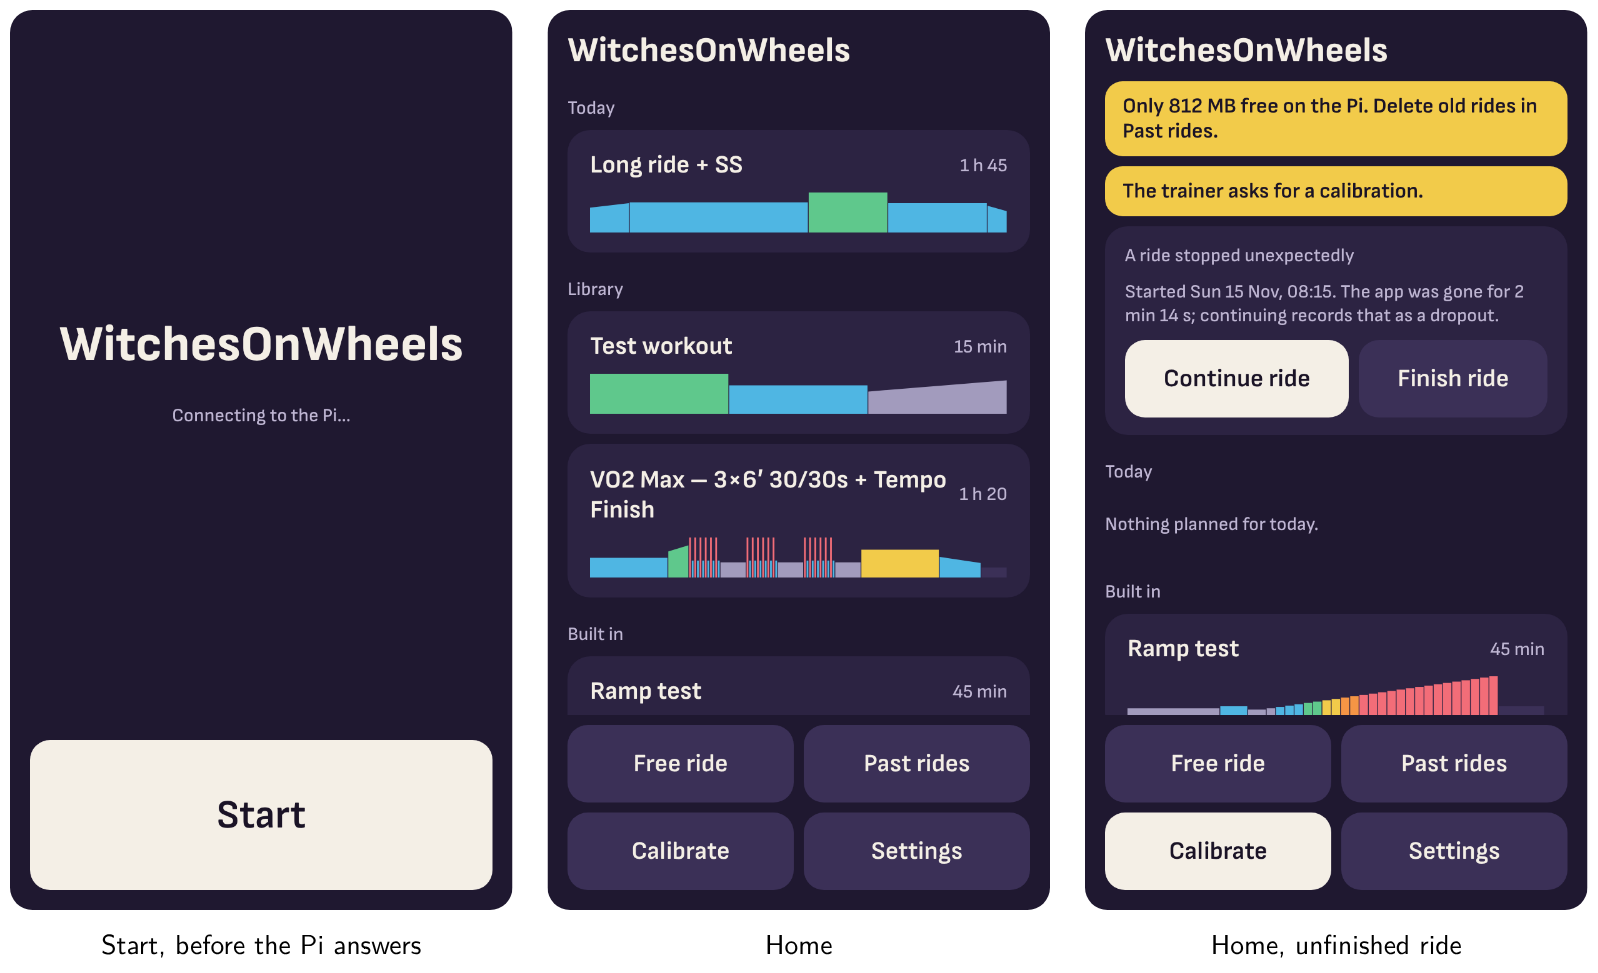 WitchesOnWheels
Connecting to the Pi...
Start
Start, before the Pi answers
WitchesOnWheels
Today
Long ride + SS
1 h 45
Library
Test workout
15 min
VO2 Max – 3×6′ 30/30s + Tempo
Finish
1 h 20
Built in
Ramp test
45 min
Free ride
Past rides
Calibrate
Settings
Home
WitchesOnWheels
Only 812 MB free on the Pi. Delete old rides in
Past rides.
The trainer asks for a calibration.
A ride stopped unexpectedly
Started Sun 15 Nov, 08:15. The app was gone for 2
min 14 s; continuing records that as a dropout.
Continue ride
Finish ride
Today
Nothing planned for today.
Built in
Ramp test
45 min
Free ride
Past rides
Calibrate
Settings
Home, unfinished ride